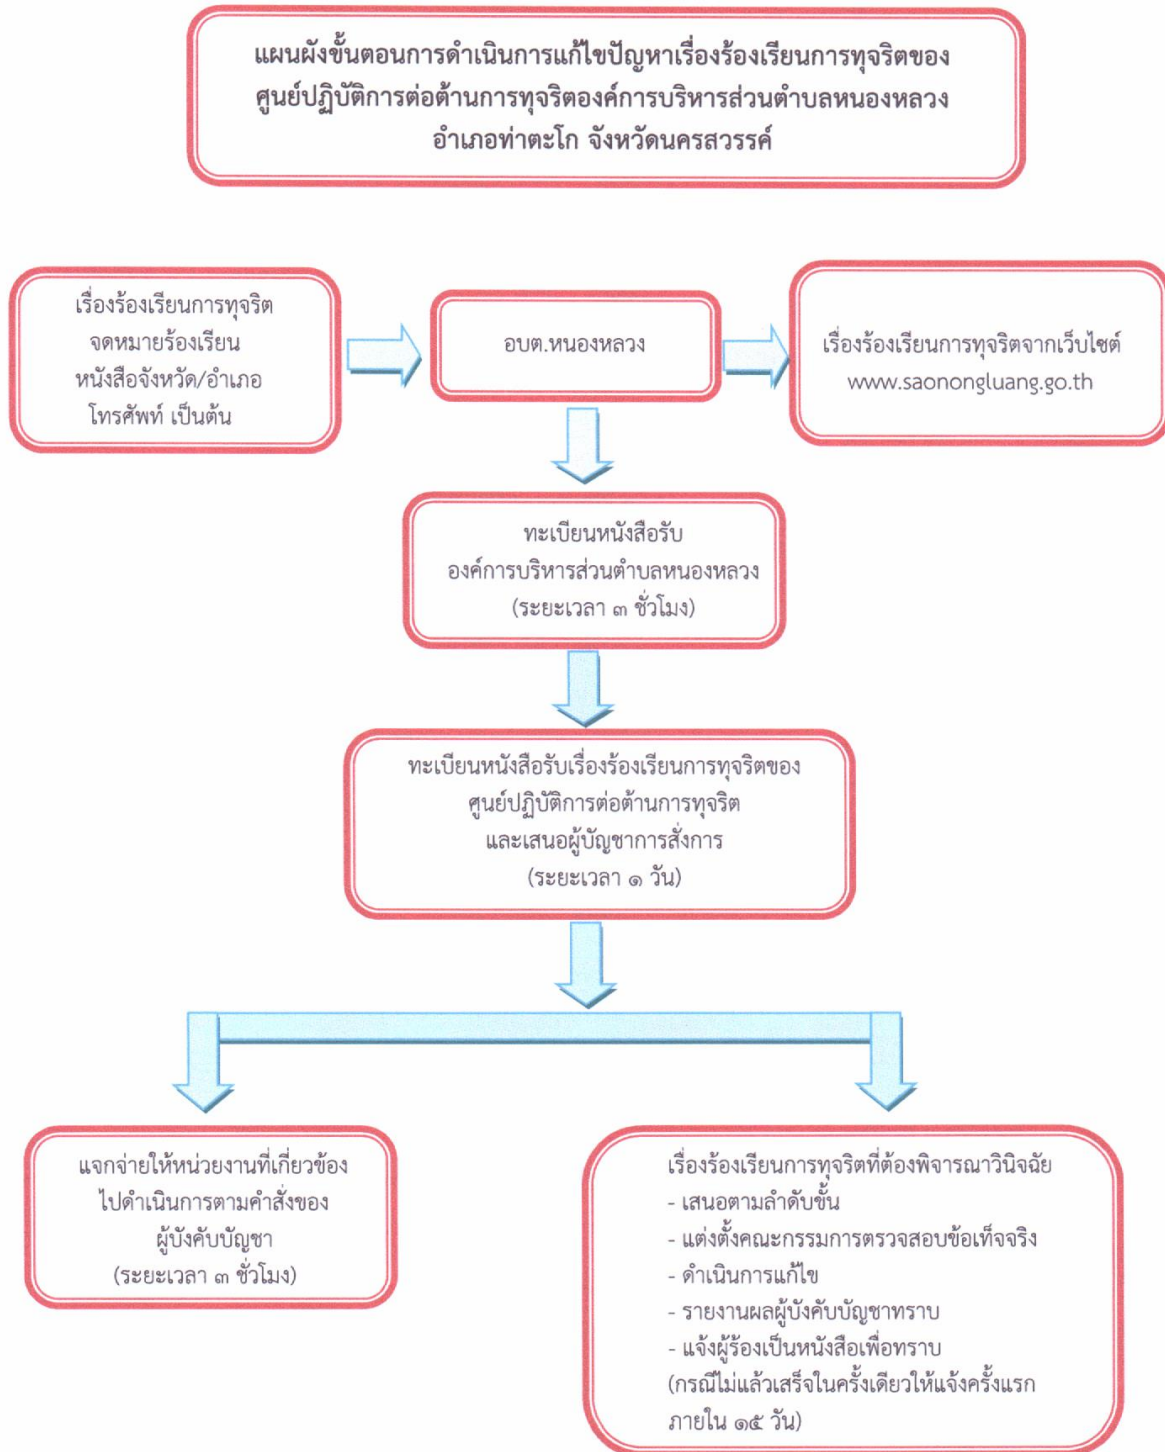 แผนผังขั้นตอนการดำเนินการแก้ไขปัญหาเรื่องร้องเรียนการทุจริตของ
ศูนย์ปฏิบัติการต่อต้านการทุจริตองค์การบริหารส่วนตำบลหนองหลวง
อำเภอท่าตะโก จังหวัดนครสวรรค์
เรื่องร้องเรียนการทุจริต
จดหมายร้องเรียน
หนังสือจังหวัด/อำเภอ
โทรศัพท์ เป็นต้น
อบต.หนองหลวง
เรื่องร้องเรียนการทุจริตจากเว็บไซต์
www.saonongluang.go.th
ทะเบียนหนังสือรับ
องค์การบริหารส่วนตำบลหนองหลวง
(ระยะเวลา ๓ ชั่วโมง)
ทะเบียนหนังสือรับเรื่องร้องเรียนการทุจริตของ
ศูนย์ปฏิบัติการต่อต้านการทุจริต
และเสนอผู้บัญชาการสั่งการ
(ระยะเวลา ๑ วัน)
แจกจ่ายให้หน่วยงานที่เกี่ยวข้อง
ไปดำเนินการตามคำสั่งของ
ผู้บังคับบัญชา
(ระยะเวลา ๓ ชั่วโมง)
เรื่องร้องเรียนการทุจริตที่ต้องพิจารณาวินิจฉัย
- เสนอตามลำดับขั้น
- แต่งตั้งคณะกรรมการตรวจสอบข้อเท็จจริง
- ดำเนินการแก้ไข
- รายงานผลผู้บังคับบัญชาทราบ
- แจ้งผู้ร้องเป็นหนังสือเพื่อทราบ
(กรณีไม่แล้วเสร็จในครั้งเดียวให้แจ้งครั้งแรก
ภายใน ๑๕ วัน)